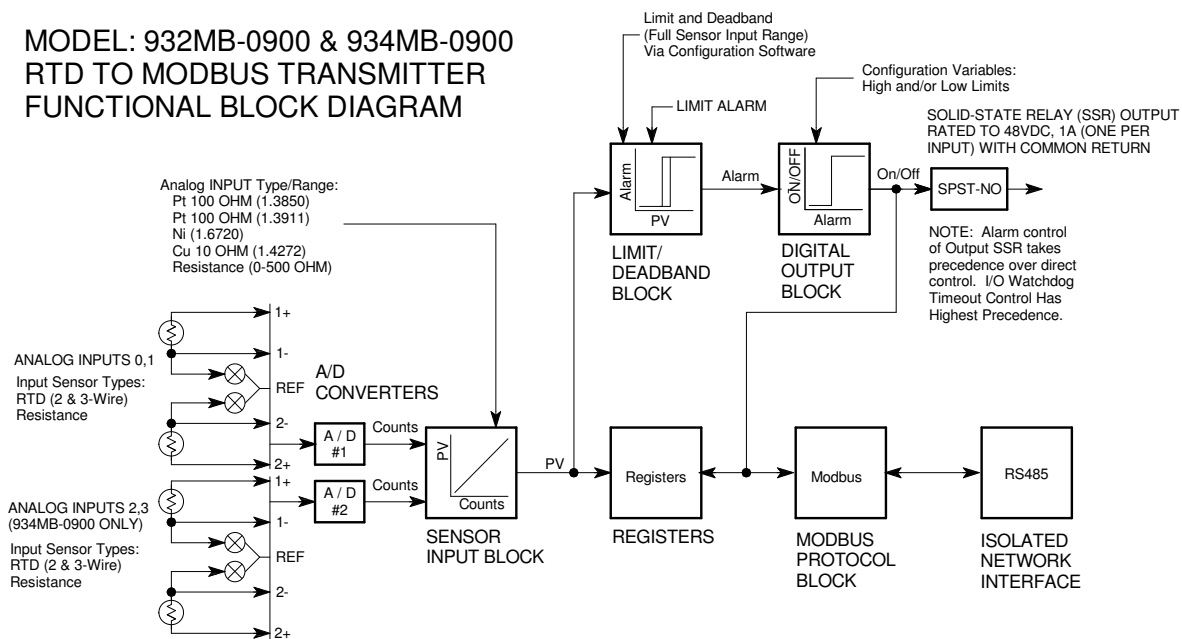 MODEL: 932MB-0900 & 934MB-0900
RTD TO MODBUS TRANSMITTER
FUNCTIONAL BLOCK DIAGRAM
Limit and Deadband
(Full Sensor Input Range)
Via Configuration Software
LIMIT ALARM
Configuration Variables:
High and/or Low Limits
SOLID-STATE RELAY (SSR) OUTPUT
RATED TO 48VDC, 1A (ONE PER
INPUT) WITH COMMON RETURN
Alarm
PV
Alarm
ON/OFF
Alarm
On/Off
SPST-NO
LIMIT/
DEADBAND
BLOCK
DIGITAL
OUTPUT
BLOCK
NOTE: Alarm control
of Output SSR takes
precedence over direct
control. I/O Watchdog
Timeout Control Has
Highest Precedence.
Analog INPUT Type/Range:
Pt 100 OHM (1.3850)
Pt 100 OHM (1.3911)
Ni (1.6720)
Cu 10 OHM (1.4272)
Resistance (0-500 OHM)
1+
1-
REF
2-
2+
ANALOG INPUTS 0,1
Input Sensor Types:
RTD (2 & 3-Wire)
Resistance
A/D
CONVERTERS
A / D
#1
Counts
A / D
#2
Counts
PV
Counts
SENSOR
INPUT BLOCK
PV
Registers
REGISTERS
Modbus
MODBUS
PROTOCOL
BLOCK
RS485
ISOLATED
NETWORK
INTERFACE
1+
1-
REF
2-
2+
ANALOG INPUTS 2,3
(934MB-0900 ONLY)
Input Sensor Types:
RTD (2 & 3-Wire)
Resistance